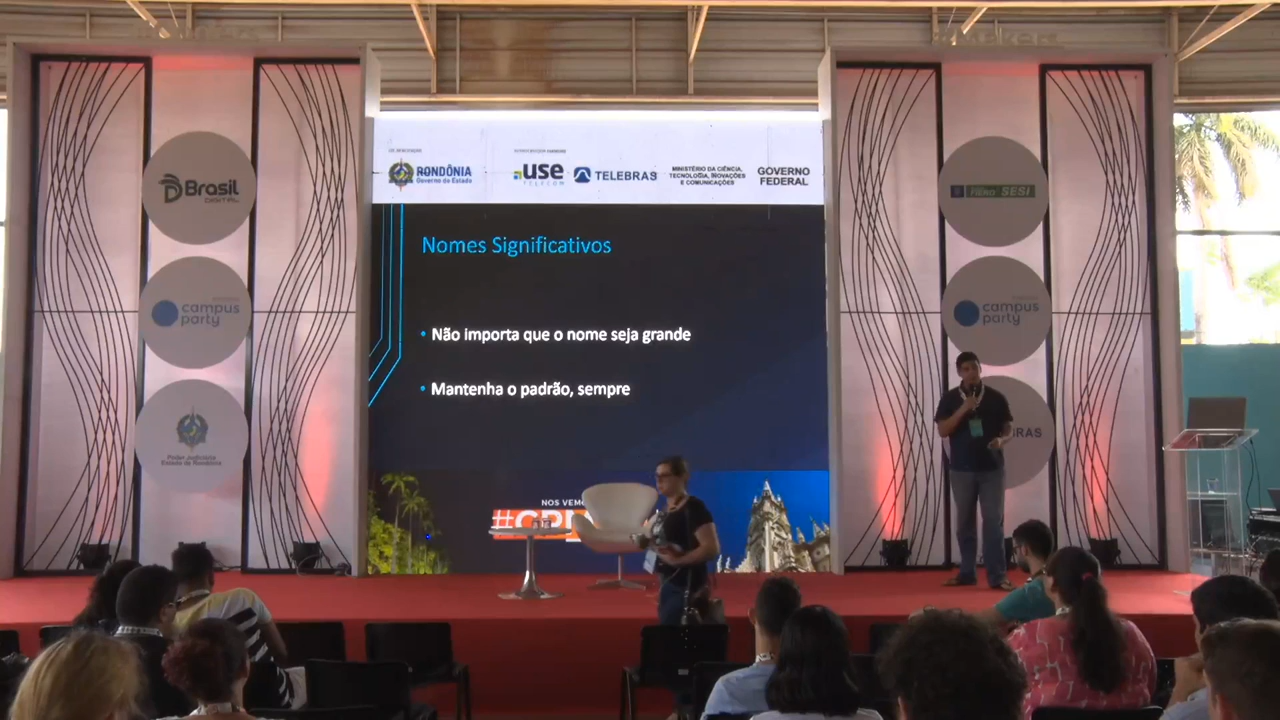 RONDÔNIA
Governo do Estado
use
TELECOM
TELEBRAS
MINISTÉRIO DA CIÊNCIA,
TECNOLOGIA, INOVAÇÕES
E COMUNICAÇÕES
GOVERNO
FEDERAL
Brasil
DIGITAL
SESI
Nomes Significativos
campus
party
campus
party
• Não importa que o nome seja grande
• Mantenha o padrão, sempre
Poder Judiciário
Estado de Rondônia
BRAS
NOS VEMO